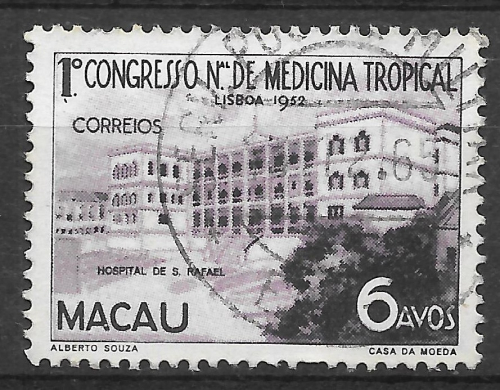 1.º CONGRESSO N.AL DE MEDICINA TROPICAL
LISBOA 1952
CORREIOS
HOSPITAL DE S. RAFAEL
MACAU
6 AVOS
ALBERTO SOUZA
CASA DA MOEDA